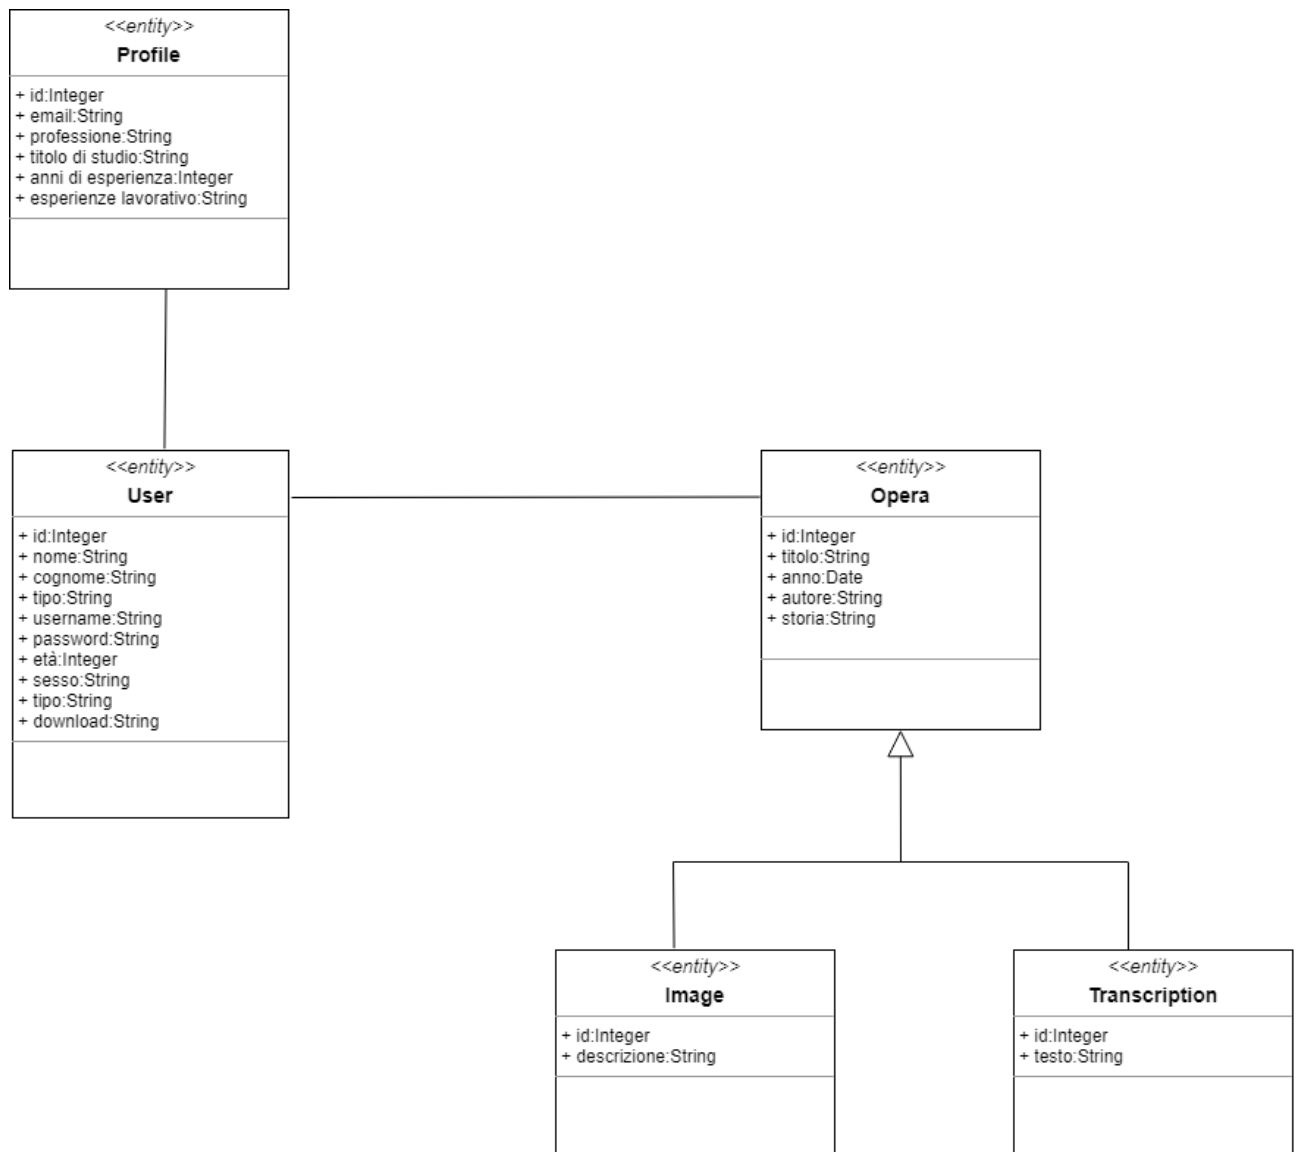 <<entity>>
Profile
+ id:Integer
+ email:String
+ professione:String
+ titolo di studio:String
+ anni di esperienza:Integer
+ esperienze lavorativo:String
<<entity>>
User
+ id:Integer
+ nome:String
+ cognome:String
+ tipo:String
+ username:String
+ password:String
+ età:Integer
+ sesso:String
+ tipo:String
+ download:String
<<entity>>
Opera
+ id:Integer
+ titolo:String
+ anno:Date
+ autore:String
+ storia:String
<<entity>>
Image
+ id:Integer
+ descrizione:String
<<entity>>
Transcription
+ id:Integer
+ testo:String